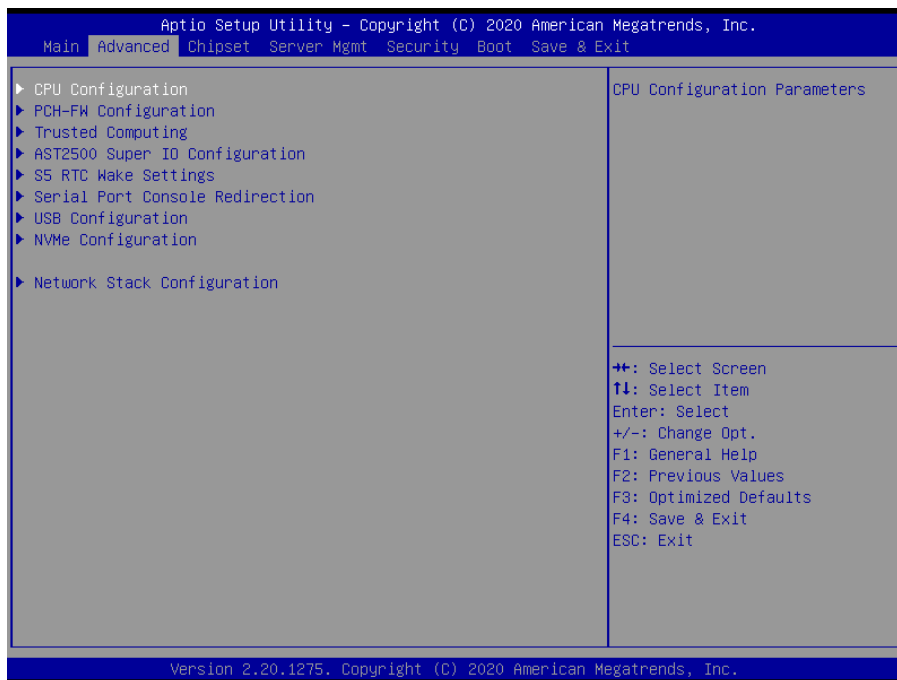 Aptio Setup Utility – Copyright (C) 2020 American Megatrends, Inc.
Main Advanced Chipset Server Mgmt Security Boot Save & Exit
▶ CPU Configuration
▶ PCH-FW Configuration
▶ Trusted Computing
▶ AST2500 Super IO Configuration
▶ S5 RTC Wake Settings
▶ Serial Port Console Redirection
▶ USB Configuration
▶ NVMe Configuration
▶ Network Stack Configuration
CPU Configuration Parameters
→←: Select Screen
↑↓: Select Item
Enter: Select
+/-: Change Opt.
F1: General Help
F2: Previous Values
F3: Optimized Defaults
F4: Save & Exit
ESC: Exit
Version 2.20.1275. Copyright (C) 2020 American Megatrends, Inc.